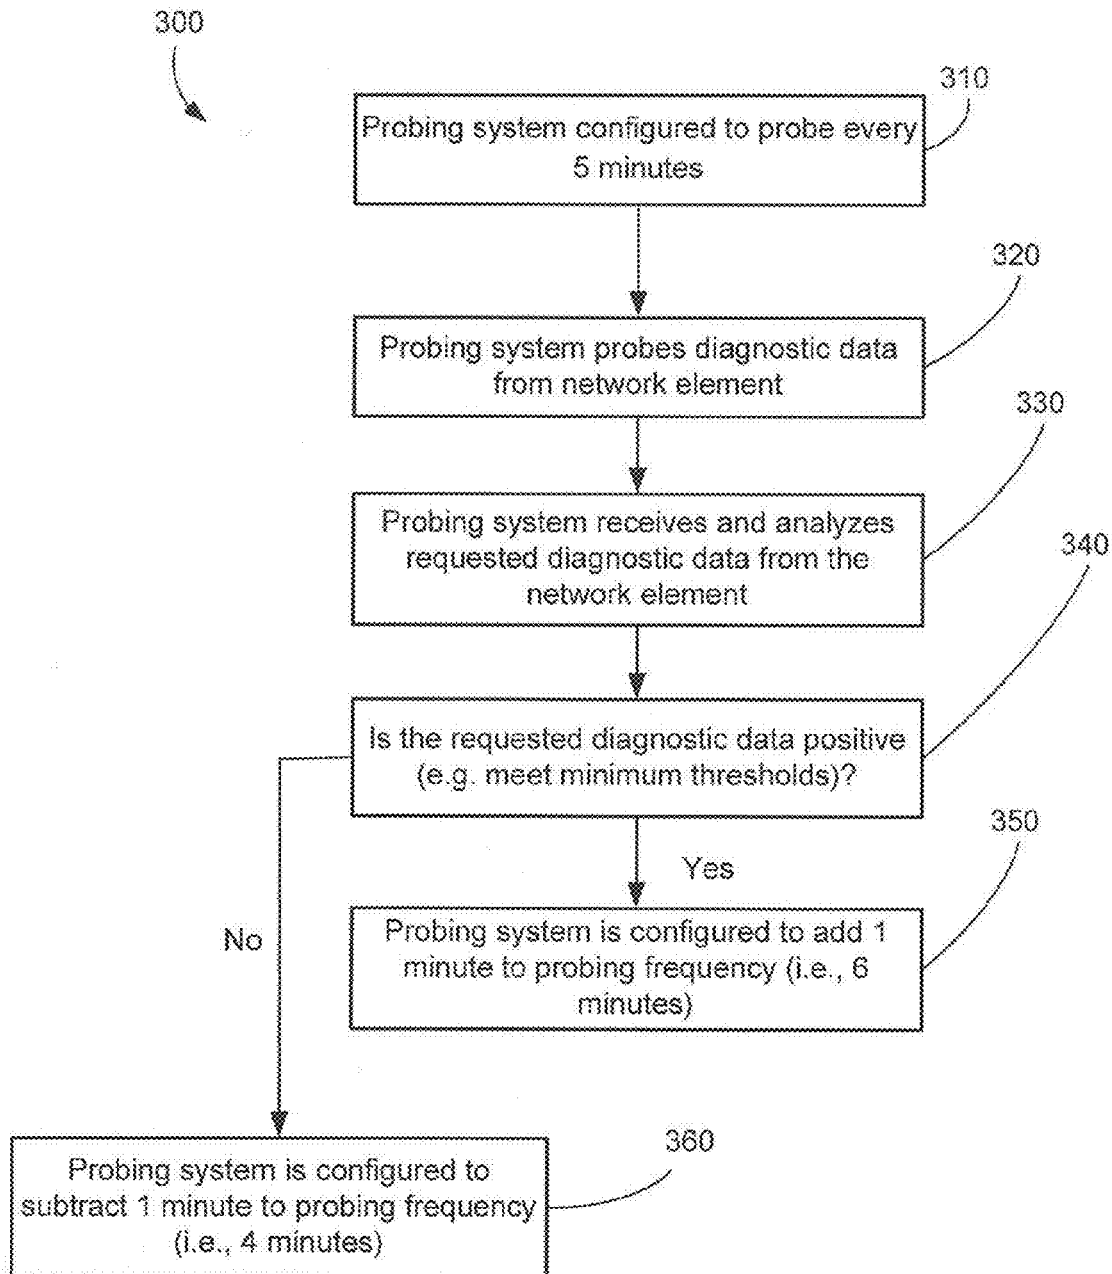 300
310
Probing system configured to probe every
5 minutes
320
Probing system probes diagnostic data
from network element
330
Probing system receives and analyzes
requested diagnostic data from the
network element
340
Is the requested diagnostic data positive
(e.g. meet minimum thresholds)?
350
Yes
No
Probing system is configured to add 1
minute to probing frequency (i.e., 6
minutes)
360
Probing system is configured to
subtract 1 minute to probing frequency
(i.e., 4 minutes)